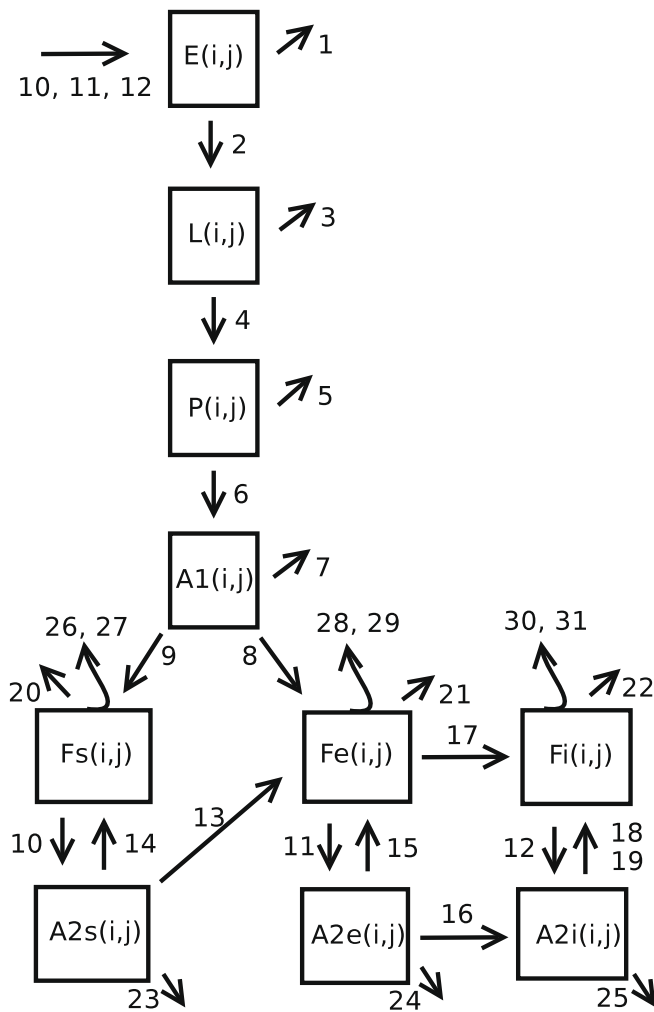 E(i,j)
1
10, 11, 12
2
L(i,j)
3
4
P(i,j)
5
6
A1(i,j)
7
26, 27
9
8
28, 29
30, 31
20
21
22
Fs(i,j)
Fe(i,j)
17
Fi(i,j)
10
14
13
11
15
12
18
19
A2s(i,j)
A2e(i,j)
16
A2i(i,j)
23
24
25